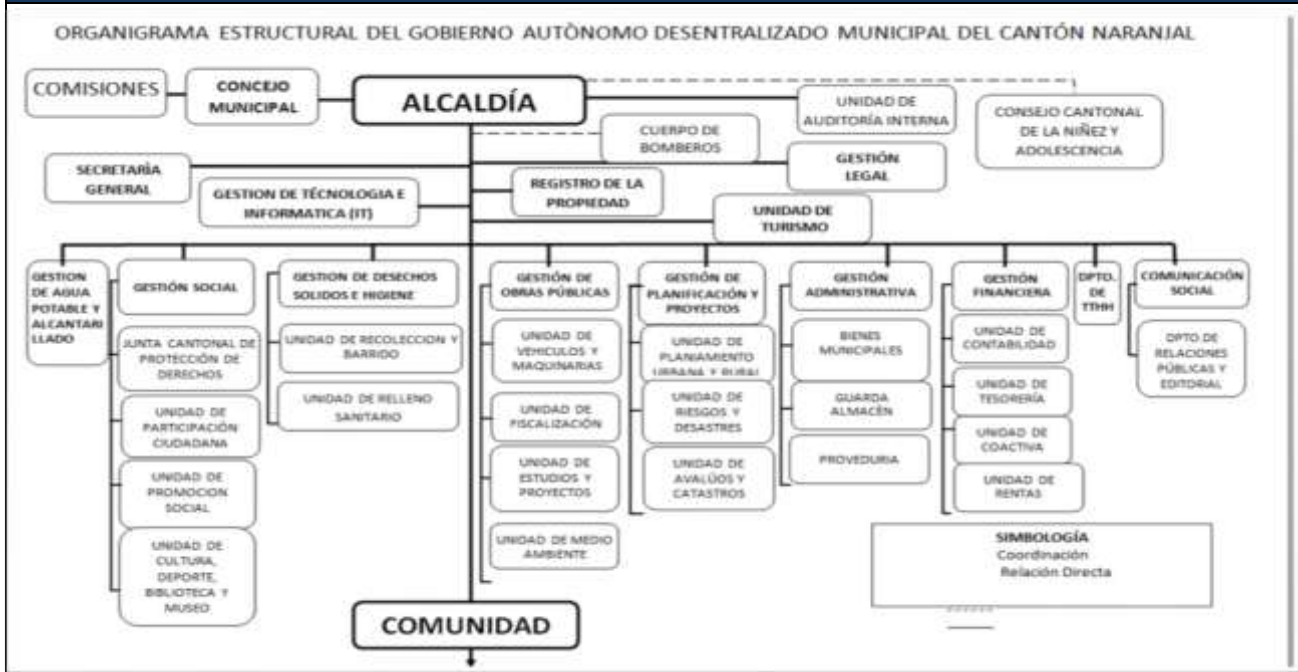 ORGANIGRAMA ESTRUCTURAL DEL GOBIERNO AUTÒNOMO DESENTRALIZADO MUNICIPAL DEL CANTÓN NARANJAL
COMISIONES
CONCEJO
MUNICIPAL
ALCALDÍA
UNIDAD DE
AUDITORÍA INTERNA
CONSEJO CANTONAL
DE LA NIÑEZ Y
ADOLESCENCIA
CUERPO DE
BOMBEROS
GESTIÓN
LEGAL
SECRETARÌA
GENERAL
GESTION DE TÉCNOLOGIA E
INFORMATICA (IT)
REGISTRO DE LA
PROPIEDAD
UNIDAD DE
TURISMO
GESTION
DE AGUA
POTABLE Y
ALCANTARI
LLADO
GESTIÓN SOCIAL
JUNTA CANTONAL DE
PROTECCIÓN DE
DERECHOS
UNIDAD DE
PARTICIPACIÓN
CIUDADANA
UNIDAD DE
PROMOCION
SOCIAL
UNIDAD DE
CULTURA,
DEPORTE,
BIBLIOTECA Y
MUSEO
GESTION DE DESECHOS
SOLIDOS E HIGIENE
UNIDAD DE RECOLECCION Y
BARRIDO
UNIDAD DE RELLENO
SANITARIO
GESTIÓN DE
OBRAS PÚBLICAS
UNIDAD DE
VEHICULOS Y
MAQUINARIAS
UNIDAD DE
FISCALIZACIÓN
UNIDAD DE
ESTUDIOS Y
PROYECTOS
UNIDAD DE MEDIO
AMBIENTE
GESTIÓN DE
PLANIFICACIÓN Y
PROYECTOS
UNIDAD DE
PLANIAMIENTO
URBANA Y RURAL
UNIDAD DE
RIESGOS Y
DESASTRES
UNIDAD DE
AVALÚOS Y
CATASTROS
GESTIÓN
ADMINISTRATIVA
BIENES
MUNICIPALES
GUARDA
ALMACÈN
PROVEDURIA
GESTIÓN
FINANCIERA
UNIDAD DE
CONTABILIDAD
UNIDAD DE
TESORERÍA
UNIDAD DE
COACTIVA
UNIDAD DE
RENTAS
DPTO.
DE
TTHH
COMUNICACIÓN
SOCIAL
DPTO DE
RELACIONES
PÚBLICAS Y
EDITORIAL
SIMBOLOGÍA
Coordinación
Relación Directa
COMUNIDAD